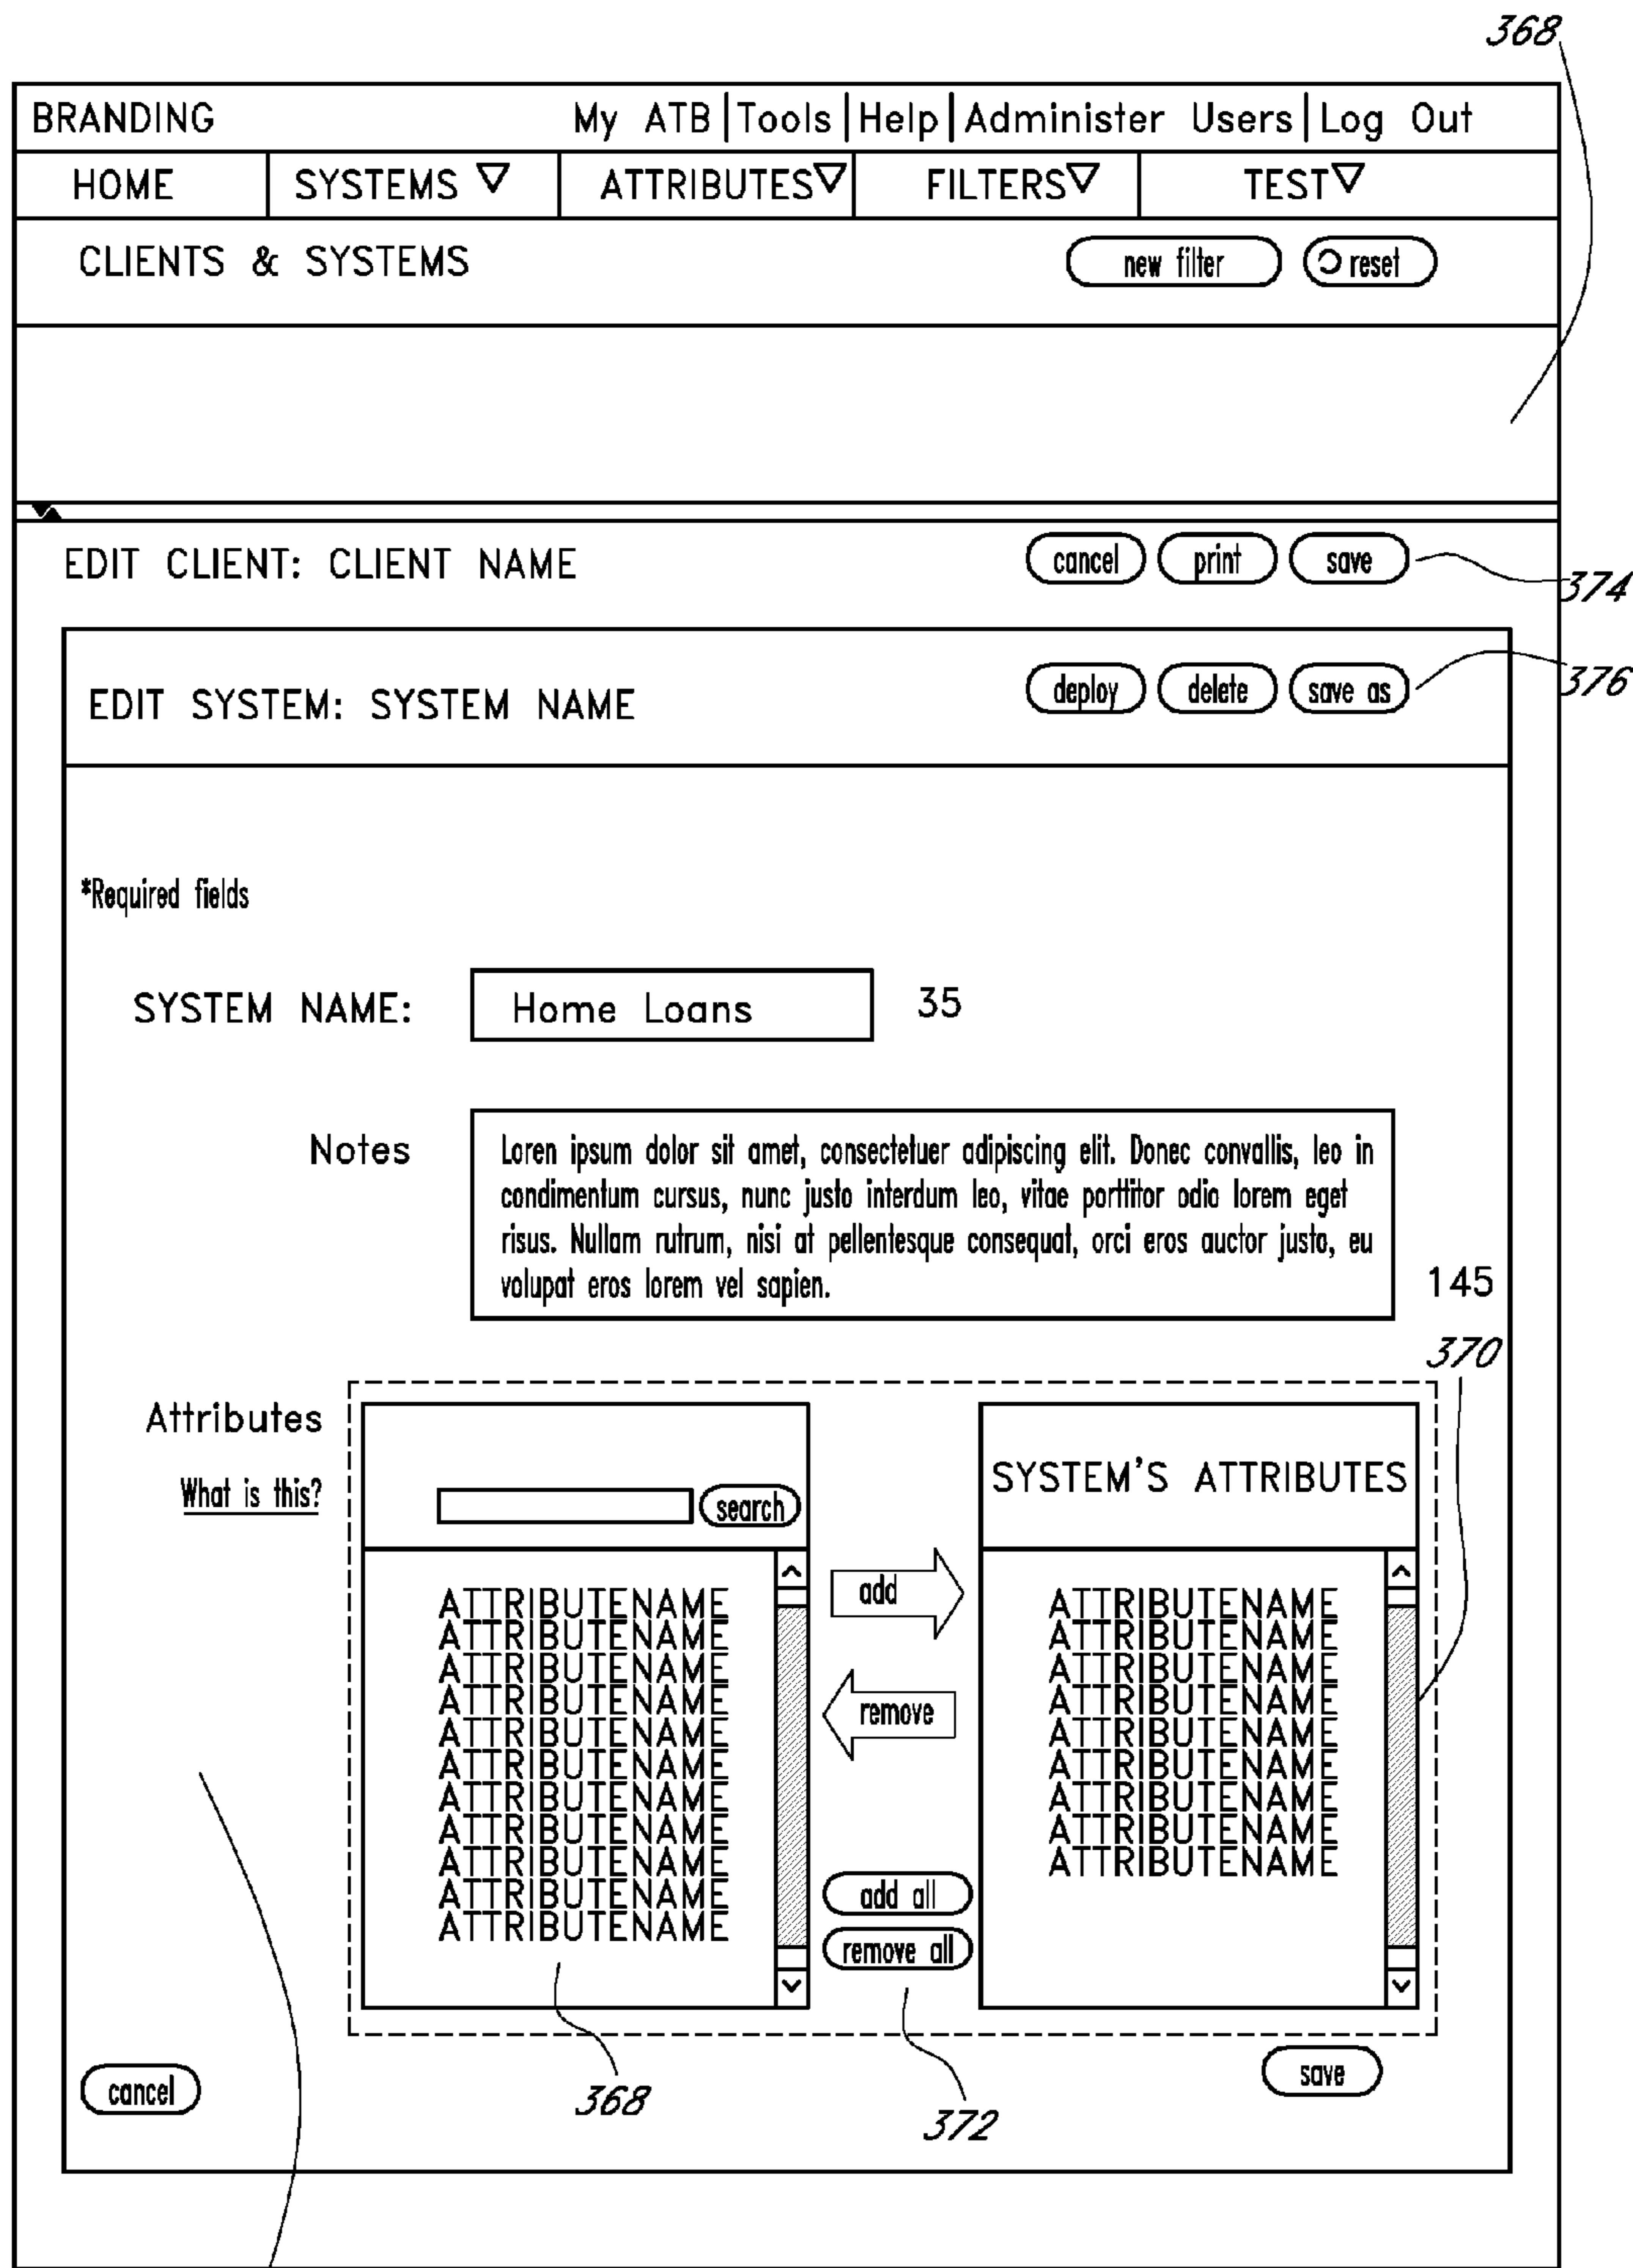 368
BRANDING My ATB|Tools|Help|Administer Users|Log Out
HOME SYSTEMS ▽ ATTRIBUTES▽ FILTERS▽ TEST▽
CLIENTS & SYSTEMS new filter reset
EDIT CLIENT: CLIENT NAME cancel print save
374
EDIT SYSTEM: SYSTEM NAME deploy delete save as
376
*Required fields
SYSTEM NAME: Home Loans 35
Notes
Loren ipsum dolor sit amet, consectetuer adipiscing elit. Donec convallis, leo in
condimentum cursus, nunc justo interdum leo, vitae porttitor odio lorem eget
risus. Nullam rutrum, nisi at pellentesque consequat, orci eros auctor justo, eu
volupat eros lorem vel sapien.
145
370
Attributes
What is this?
search
ATTRIBUTENAME
ATTRIBUTENAME
ATTRIBUTENAME
ATTRIBUTENAME
ATTRIBUTENAME
ATTRIBUTENAME
ATTRIBUTENAME
ATTRIBUTENAME
ATTRIBUTENAME
ATTRIBUTENAME
ATTRIBUTENAME
add
remove
add all
remove all
SYSTEM'S ATTRIBUTES
ATTRIBUTENAME
ATTRIBUTENAME
ATTRIBUTENAME
ATTRIBUTENAME
ATTRIBUTENAME
ATTRIBUTENAME
ATTRIBUTENAME
ATTRIBUTENAME
ATTRIBUTENAME
cancel
368
372
save